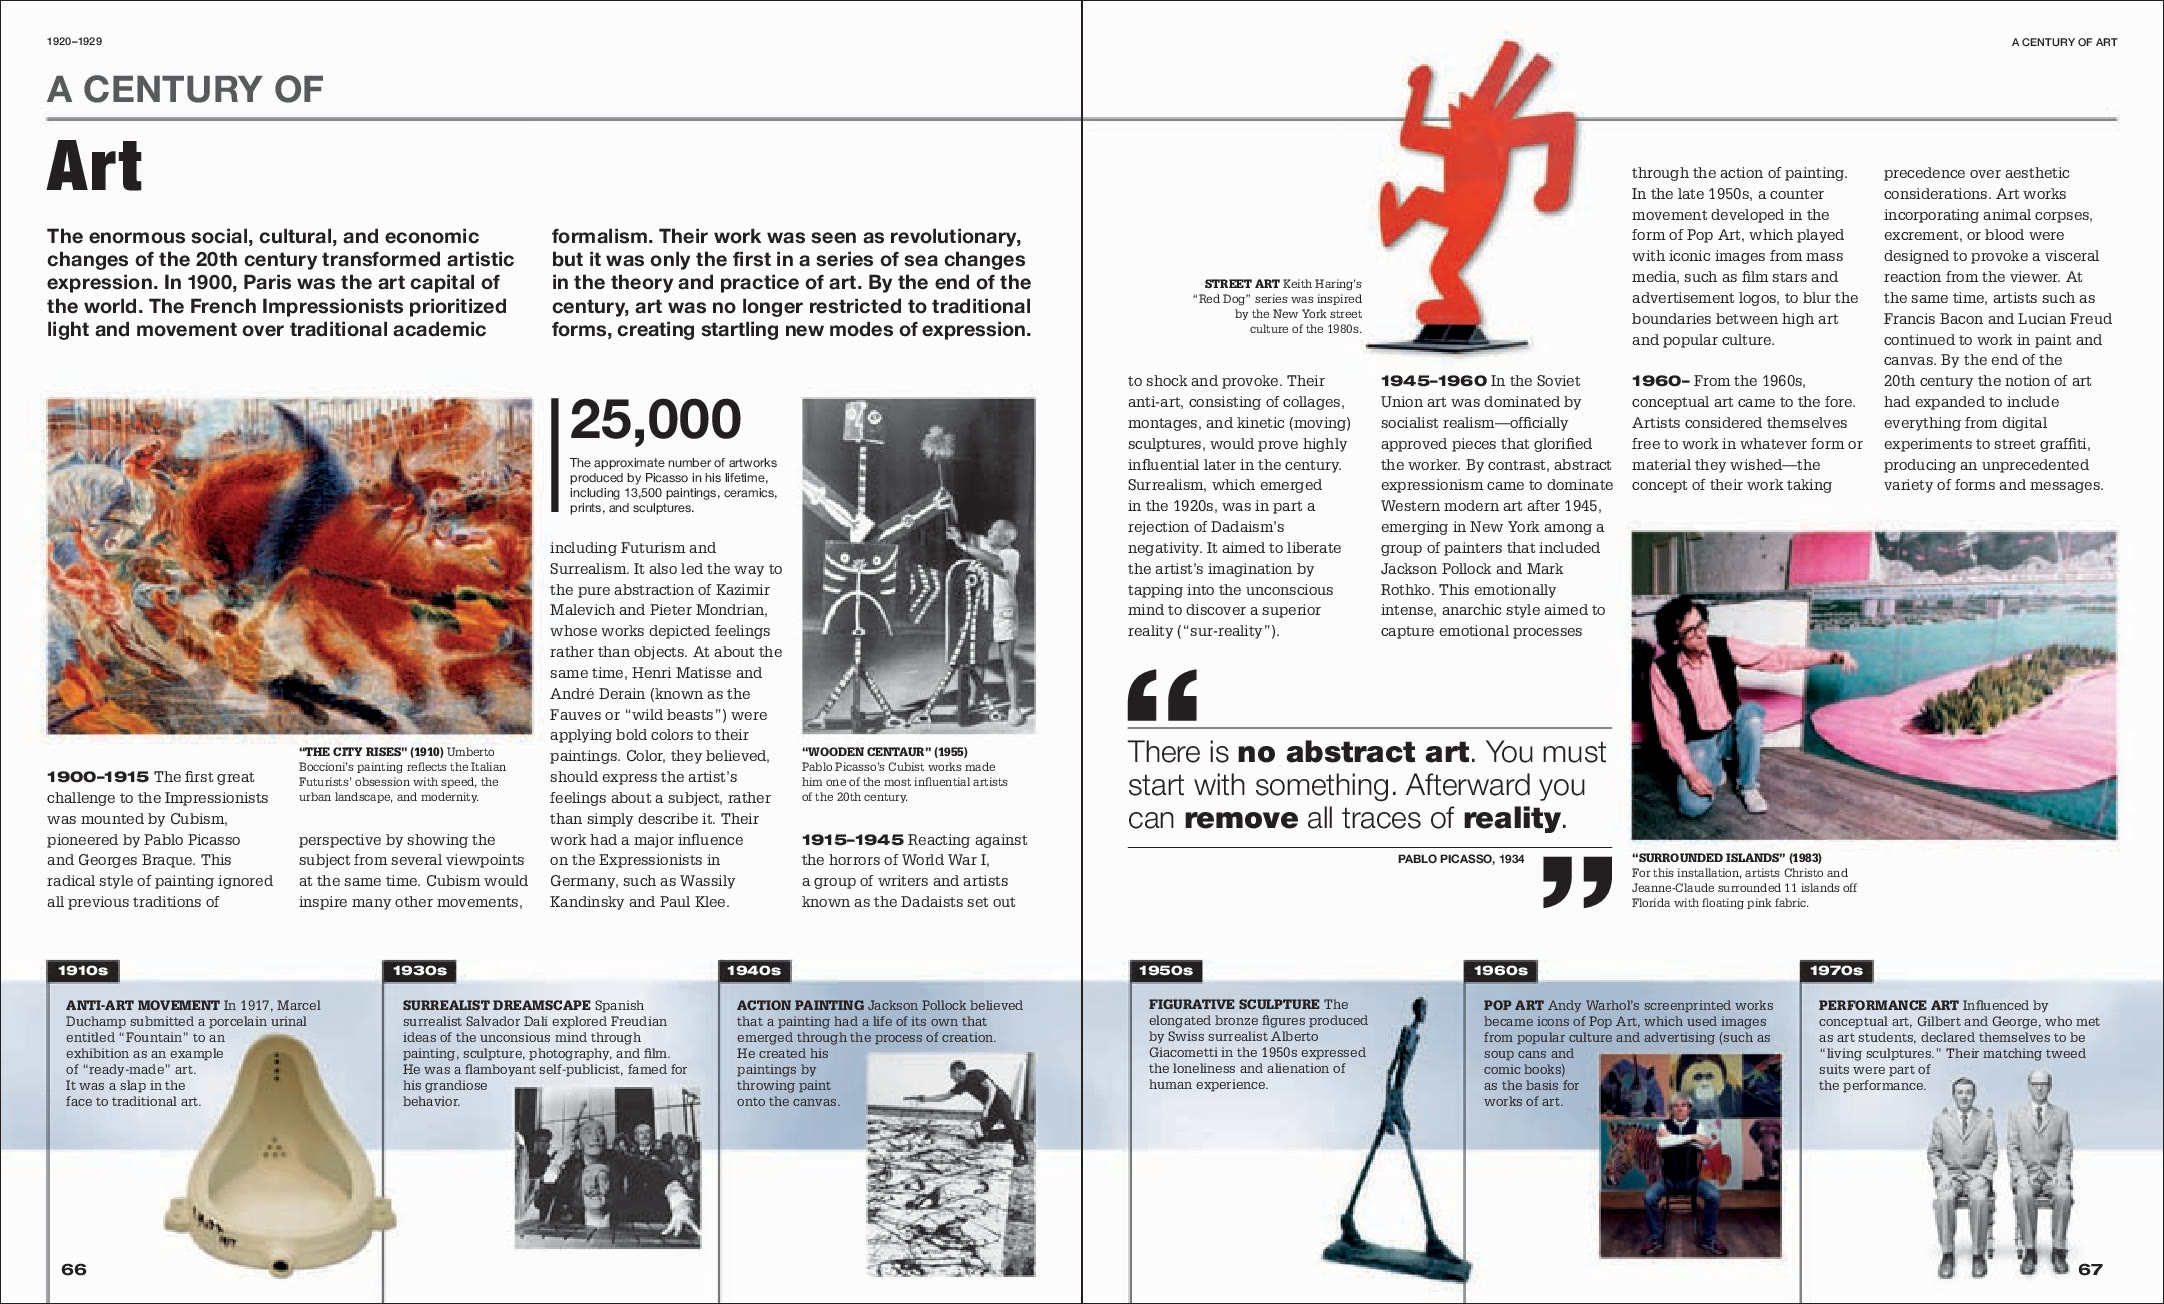 1920–1929
A CENTURY OF
Art
The enormous social, cultural, and economic
changes of the 20th century transformed artistic
expression. In 1900, Paris was the art capital of
the world. The French Impressionists prioritized
light and movement over traditional academic
formalism. Their work was seen as revolutionary,
but it was only the first in a series of sea changes
in the theory and practice of art. By the end of the
century, art was no longer restricted to traditional
forms, creating startling new modes of expression.
1900–1915 The first great
challenge to the Impressionists
was mounted by Cubism,
pioneered by Pablo Picasso
and Georges Braque. This
radical style of painting ignored
all previous traditions of
“THE CITY RISES” (1910) Umberto
Boccioni’s painting reflects the Italian
Futurists’ obsession with speed, the
urban landscape, and modernity.
perspective by showing the
subject from several viewpoints
at the same time. Cubism would
inspire many other movements,
25,000
The approximate number of artworks
produced by Picasso in his lifetime,
including 13,500 paintings, ceramics,
prints, and sculptures.
including Futurism and
Surrealism. It also led the way to
the pure abstraction of Kazimir
Malevich and Pieter Mondrian,
whose works depicted feelings
rather than objects. At about the
same time, Henri Matisse and
André Derain (known as the
Fauves or “wild beasts”) were
applying bold colors to their
paintings. Color, they believed,
should express the artist’s
feelings about a subject, rather
than simply describe it. Their
work had a major influence
on the Expressionists in
Germany, such as Wassily
Kandinsky and Paul Klee.
“WOODEN CENTAUR” (1955)
Pablo Picasso’s Cubist works made
him one of the most influential artists
of the 20th century.
1915–1945 Reacting against
the horrors of World War I,
a group of writers and artists
known as the Dadaists set out
1910s
ANTI-ART MOVEMENT In 1917, Marcel
Duchamp submitted a porcelain urinal
entitled “Fountain” to an
exhibition as an example
of “ready-made” art.
It was a slap in the
face to traditional art.
1930s
SURREALIST DREAMSCAPE Spanish
surrealist Salvador Dalí explored Freudian
ideas of the unconsious mind through
painting, sculpture, photography, and film.
He was a flamboyant self-publicist, famed for
his grandiose
behavior.
1940s
ACTION PAINTING Jackson Pollock believed
that a painting had a life of its own that
emerged through the process of creation.
He created his
paintings by
throwing paint
onto the canvas.
66
A CENTURY OF ART
STREET ART Keith Haring’s
“Red Dog” series was inspired
by the New York street
culture of the 1980s.
to shock and provoke. Their
anti-art, consisting of collages,
montages, and kinetic (moving)
sculptures, would prove highly
influential later in the century.
Surrealism, which emerged
in the 1920s, was in part a
rejection of Dadaism’s
negativity. It aimed to liberate
the artist’s imagination by
tapping into the unconscious
mind to discover a superior
reality (“sur-reality”).
1945–1960 In the Soviet
Union art was dominated by
socialist realism—officially
approved pieces that glorified
the worker. By contrast, abstract
expressionism came to dominate
Western modern art after 1945,
emerging in New York among a
group of painters that included
Jackson Pollock and Mark
Rothko. This emotionally
intense, anarchic style aimed to
capture emotional processes
“
There is no abstract art. You must
start with something. Afterward you
can remove all traces of reality.
PABLO PICASSO, 1934
”
through the action of painting.
In the late 1950s, a counter
movement developed in the
form of Pop Art, which played
with iconic images from mass
media, such as film stars and
advertisement logos, to blur the
boundaries between high art
and popular culture.
1960– From the 1960s,
conceptual art came to the fore.
Artists considered themselves
free to work in whatever form or
material they wished—the
concept of their work taking
precedence over aesthetic
considerations. Art works
incorporating animal corpses,
excrement, or blood were
designed to provoke a visceral
reaction from the viewer. At
the same time, artists such as
Francis Bacon and Lucian Freud
continued to work in paint and
canvas. By the end of the
20th century the notion of art
had expanded to include
everything from digital
experiments to street graffiti,
producing an unprecedented
variety of forms and messages.
“SURROUNDED ISLANDS” (1983)
For this installation, artists Christo and
Jeanne-Claude surrounded 11 islands off
Florida with floating pink fabric.
1950s
FIGURATIVE SCULPTURE The
elongated bronze figures produced
by Swiss surrealist Alberto
Giacometti in the 1950s expressed
the loneliness and alienation of
human experience.
1960s
POP ART Andy Warhol’s screenprinted works
became icons of Pop Art, which used images
from popular culture and advertising (such as
soup cans and
comic books)
as the basis for
works of art.
1970s
PERFORMANCE ART Influenced by
conceptual art, Gilbert and George, who met
as art students, declared themselves to be
“living sculptures.” Their matching tweed
suits were part of
the performance.
67